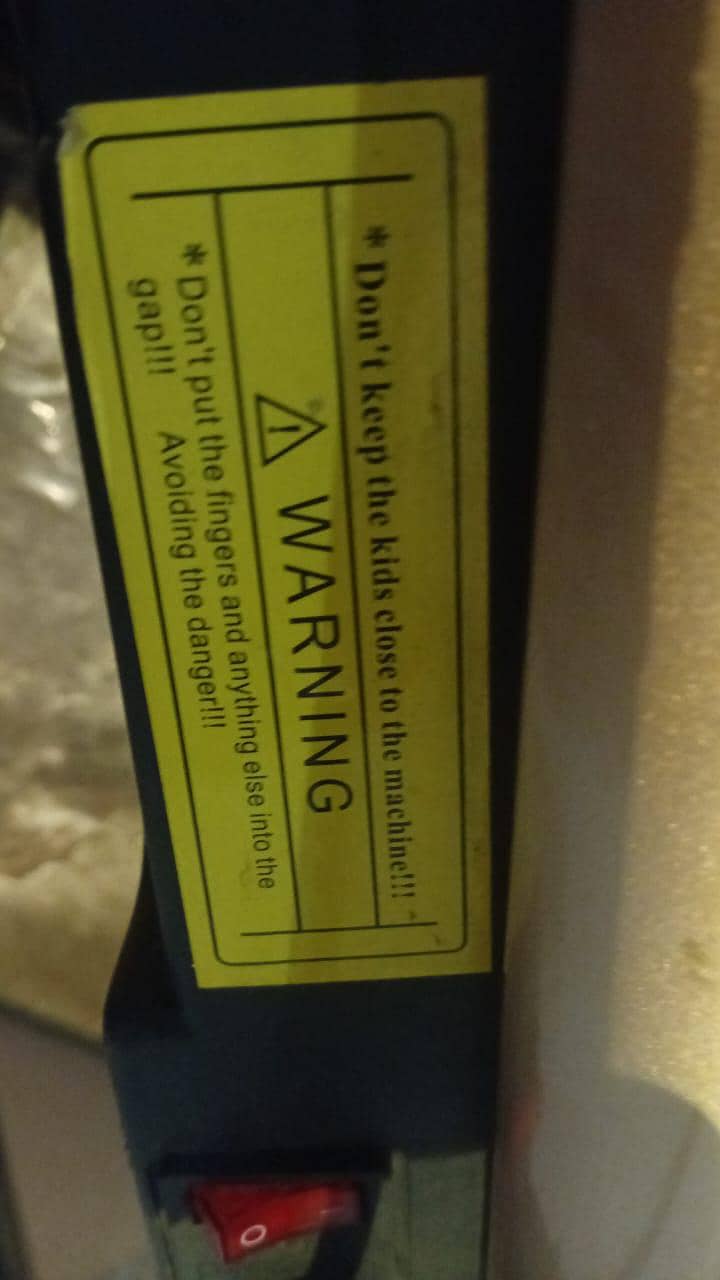 * Don't keep the kids close to the machine!!!
⚠ WARNING
* Don't put the fingers and anything else into the
gap!!! Avoiding the danger!!!
O